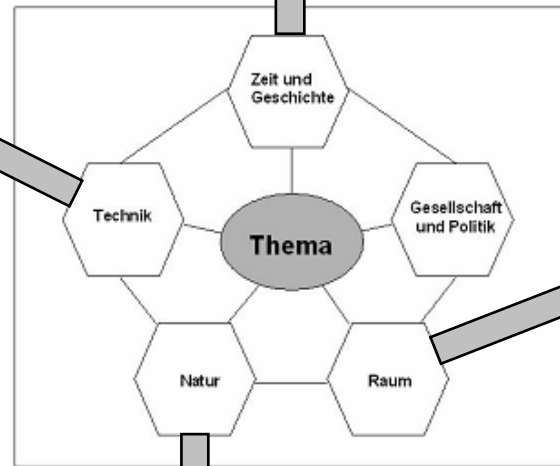 Zeit und
Geschichte
Technik
Gesellschaft
und Politik
Thema
Natur
Raum